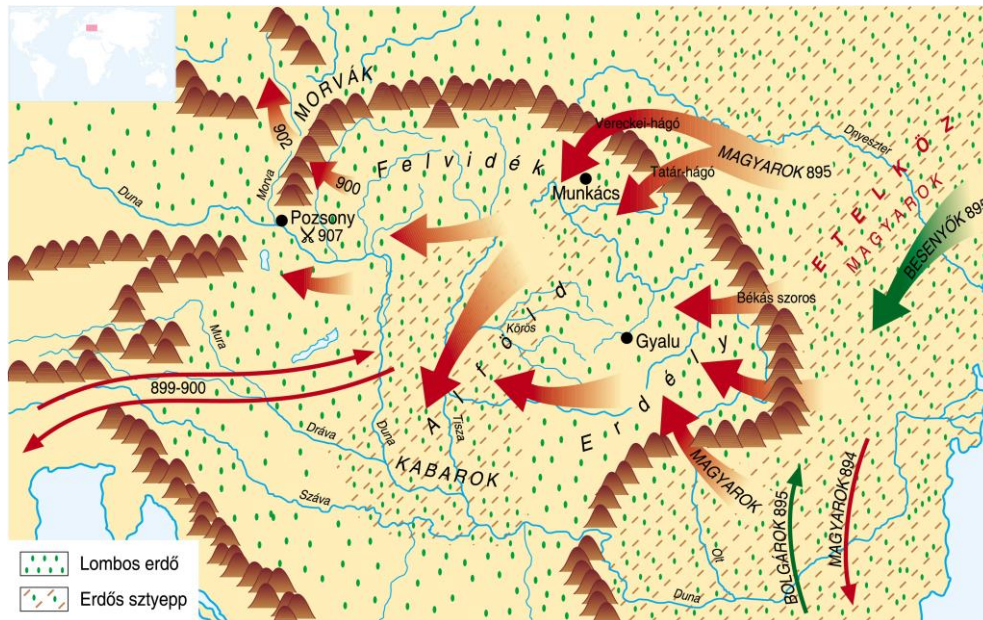 MORVÁK
902
Morva
900
Felvidék
Vereckei-hágó
MAGYAROK 895
Tatár-hágó
Munkács
Dnyeszter
ETELKÖZ
MAGYAROK
BESENYŐK 895
Duna
Pozsony
907
Békás szoros
Körös
Gyalu
Alföld
Erdély
Mura
899-900
Dráva
Duna
Tisza
KABAROK
Száva
MAGYAROK
Olt
BOLGÁROK 895
MAGYAROK 894
Duna
Lombos erdő
Erdős sztyepp